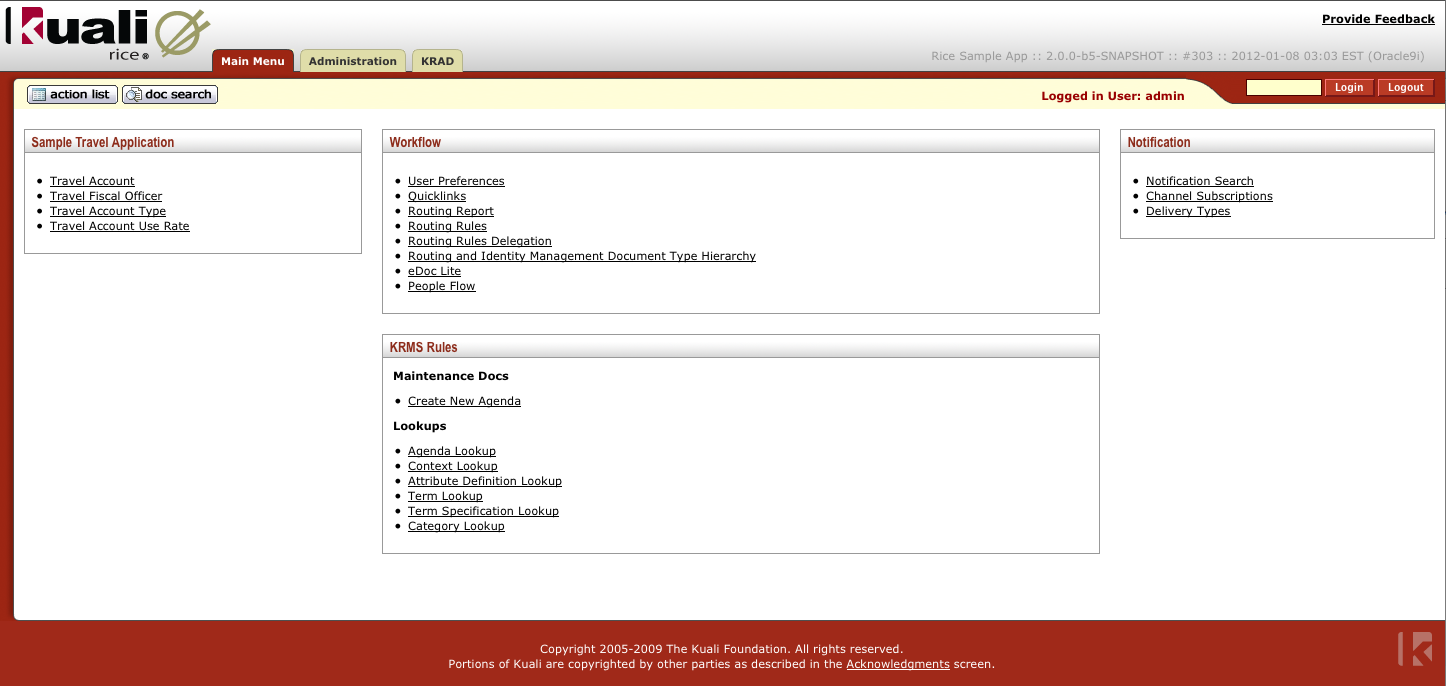 Kuali
rice®
Provide Feedback
Main Menu
Administration
KRAD
Rice Sample App :: 2.0.0-b5-SNAPSHOT :: #303 :: 2012-01-08 03:03 EST (Oracle9i)
action list
doc search
Logged in User: admin
Login
Logout
Sample Travel Application
Travel Account
Travel Fiscal Officer
Travel Account Type
Travel Account Use Rate
Workflow
User Preferences
Quicklinks
Routing Report
Routing Rules
Routing Rules Delegation
Routing and Identity Management Document Type Hierarchy
eDoc Lite
People Flow
KRMS Rules
Maintenance Docs
Create New Agenda
Lookups
Agenda Lookup
Context Lookup
Attribute Definition Lookup
Term Lookup
Term Specification Lookup
Category Lookup
Notification
Notification Search
Channel Subscriptions
Delivery Types
Copyright 2005-2009 The Kuali Foundation. All rights reserved.
Portions of Kuali are copyrighted by other parties as described in the Acknowledgments screen.